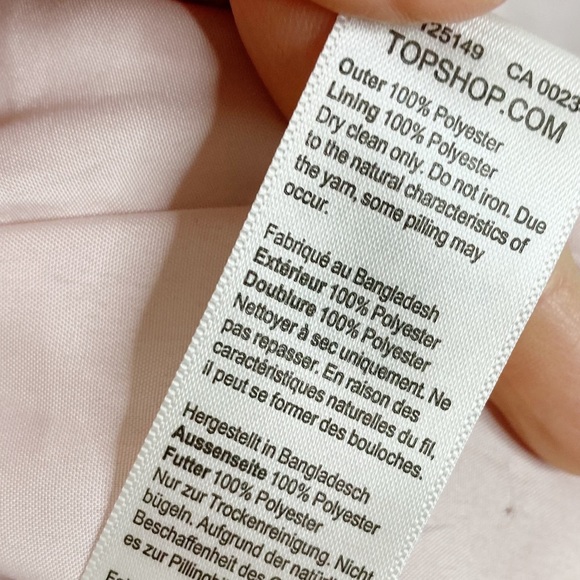 25149 CA 0023
TOPSHOP.COM
Outer 100% Polyester
Lining 100% Polyester
Dry clean only. Do not iron. Due
to the natural characteristics of
the yarn, some pilling may
occur.
Fabriqué au Bangladesh
Extérieur 100% Polyester
Doublure 100% Polyester
Nettoyer à sec uniquement. Ne
pas repasser. En raison des
caractéristiques naturelles du fil,
il peut se former des bouloches.
Hergestellt in Bangladesch
Aussenseite 100% Polyester
Futter 100% Polyester
Nur zur Trockenreinigung. Nicht
bügeln. Aufgrund der natürli
Beschaffenheit des
es zur Pillingb